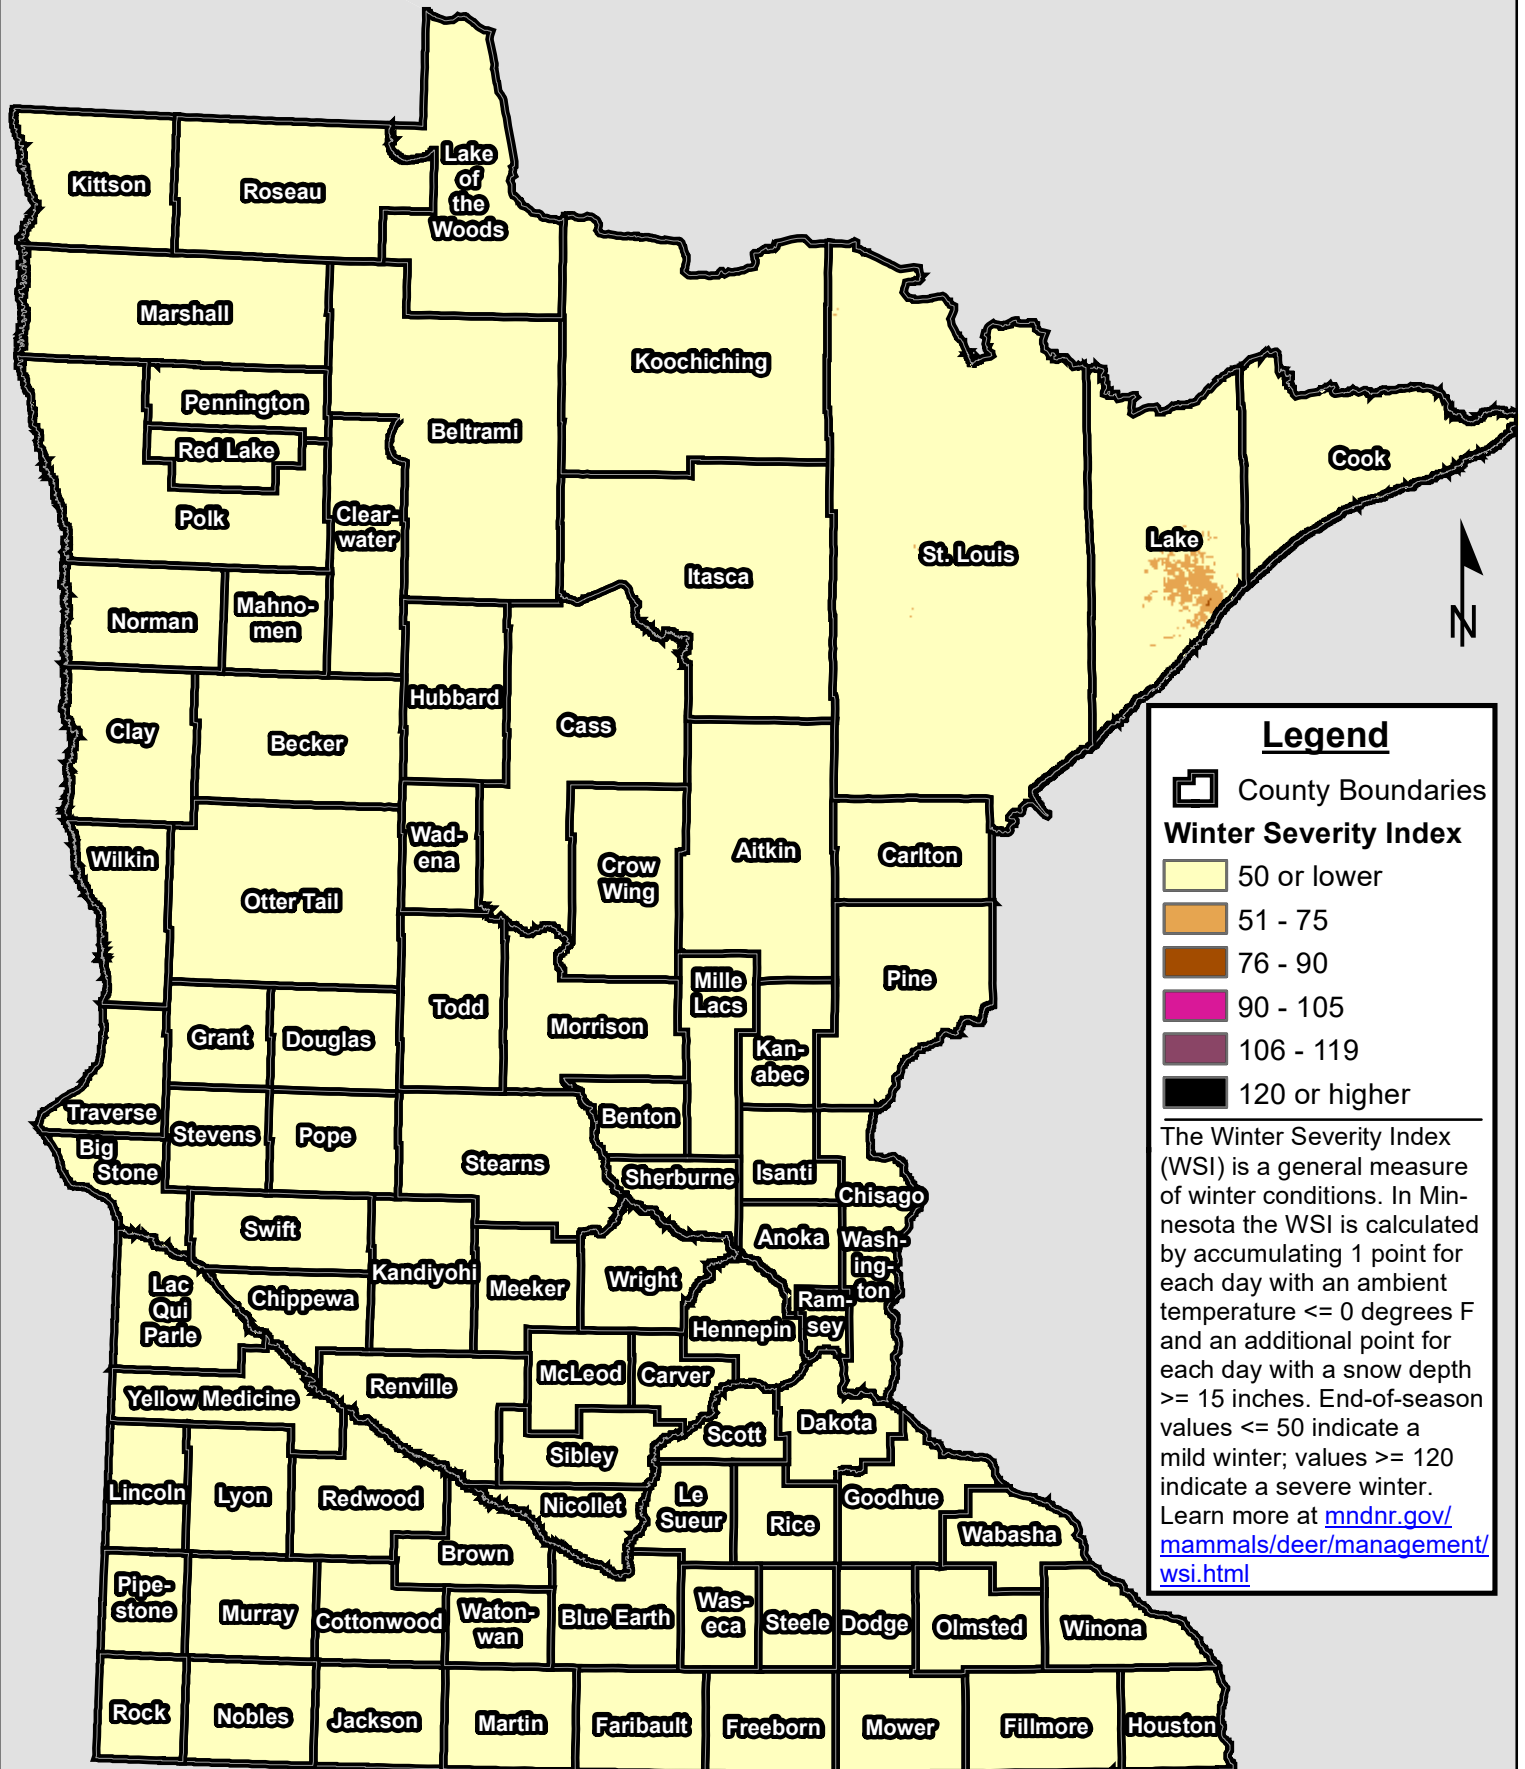 Kittson
Roseau
Lake
of
the
Woods
Marshall
Koochiching
Pennington
Red Lake
Beltrami
Polk
Clear-
water
Cook
Lake
St. Louis
Itasca
Norman
Mahno-
men
N
Hubbard
Cass
Clay
Becker
Wilkin
Wad-
ena
Crow
Wing
Aitkin
Carlton
Otter Tail
Pine
Mille
Lacs
Todd
Morrison
Grant
Douglas
Kan-
abec
Traverse
Stevens
Pope
Benton
Big
Stone
Stearns
Sherburne
Isanti
Chisago
Swift
Anoka
Wash-
ing-
ton
Kandiyohi
Meeker
Wright
Lac
Qui
Parle
Chippewa
Ram-
sey
Hennepin
McLeod
Carver
Renville
Yellow Medicine
Dakota
Scott
Sibley
Lincoln
Lyon
Redwood
Nicollet
Le
Sueur
Rice
Goodhue
Wabasha
Brown
Pipe-
stone
Murray
Cottonwood
Waton-
wan
Blue Earth
Was-
eca
Steele
Dodge
Olmsted
Winona
Rock
Nobles
Jackson
Martin
Faribault
Freeborn
Mower
Fillmore
Houston
Legend
County Boundaries
Winter Severity Index
50 or lower
51 - 75
76 - 90
90 - 105
106 - 119
120 or higher
The Winter Severity Index
(WSI) is a general measure
of winter conditions. In Min-
nesota the WSI is calculated
by accumulating 1 point for
each day with an ambient
temperature <= 0 degrees F
and an additional point for
each day with a snow depth
>= 15 inches. End-of-season
values <= 50 indicate a
mild winter; values >= 120
indicate a severe winter.
Learn more at mndnr.gov/
mammals/deer/management/
wsi.html